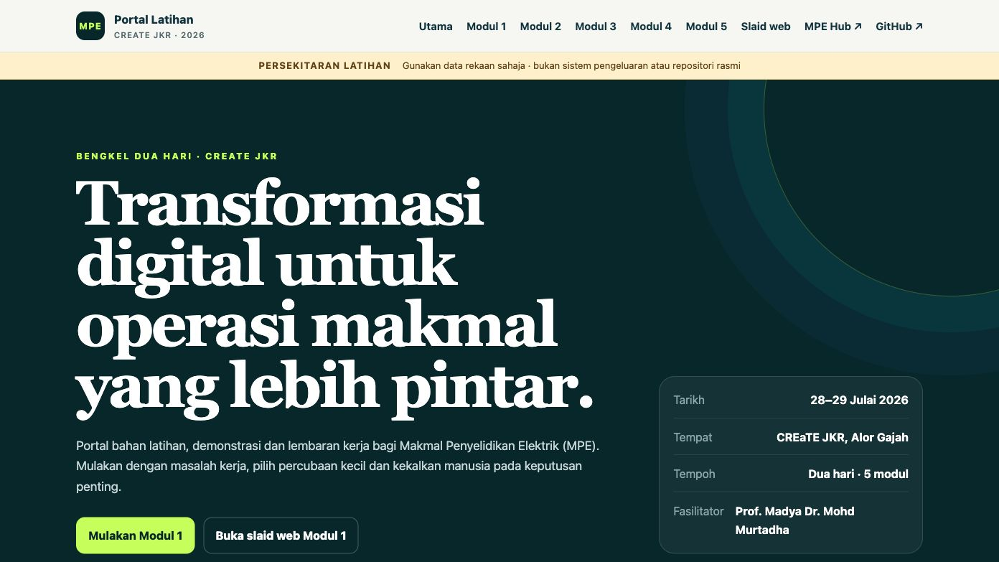 MPE
Portal Latihan
CREATE JKR · 2026
Utama
Modul 1
Modul 2
Modul 3
Modul 4
Modul 5
Slaid web
MPE Hub ↗
GitHub ↗
PERSEKITARAN LATIHAN Gunakan data rekaan sahaja · bukan sistem pengeluaran atau repositori rasmi
BENGKEL DUA HARI · CREATE JKR
Transformasi
digital untuk
operasi makmal
yang lebih pintar.
Portal bahan latihan, demonstrasi dan lembaran kerja bagi Makmal Penyelidikan Elektrik (MPE).
Mulakan dengan masalah kerja, pilih percubaan kecil dan kekalkan manusia pada keputusan
penting.
Mulakan Modul 1
Buka slaid web Modul 1
Tarikh 28–29 Julai 2026
Tempat CREaTE JKR, Alor Gajah
Tempoh Dua hari · 5 modul
Fasilitator Prof. Madya Dr. Mohd
Murtadha